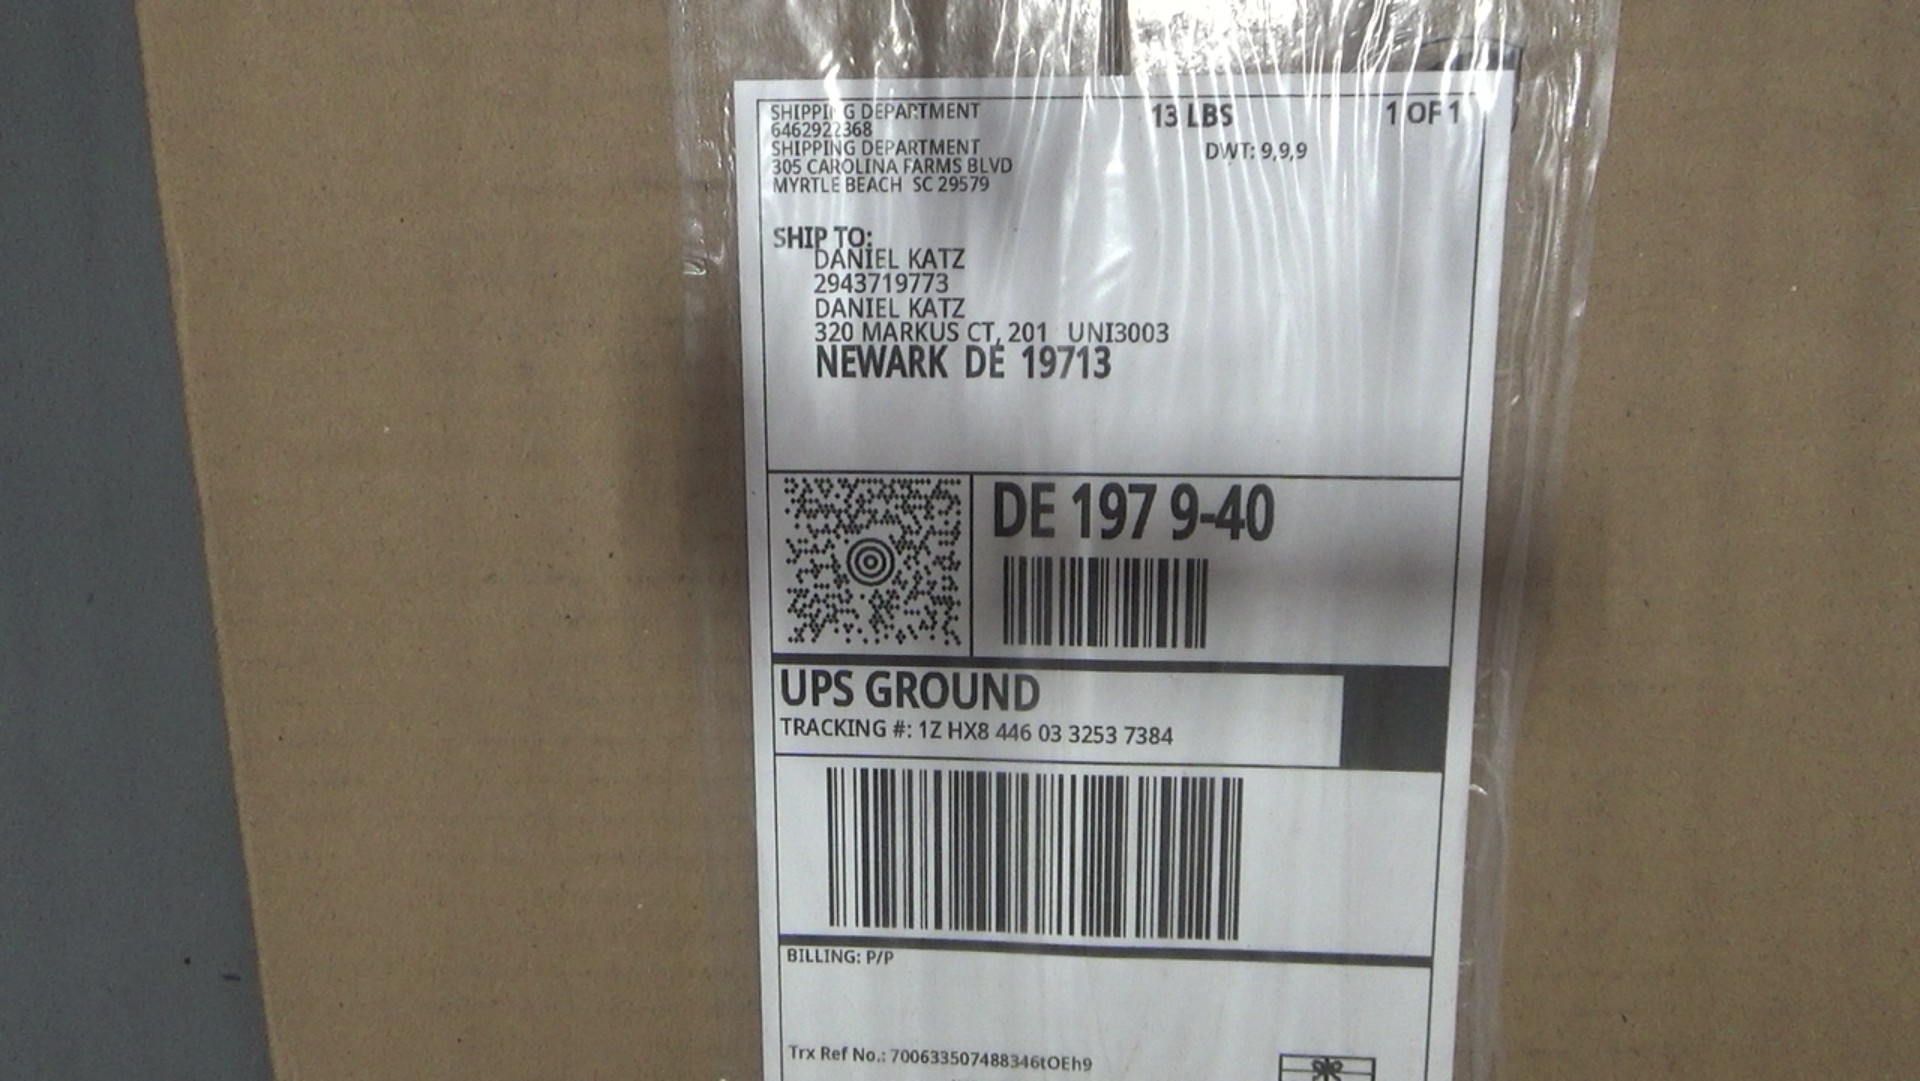 SHIPPING DEPARTMENT
6462922368
SHIPPING DEPARTMENT
305 CAROLINA FARMS BLVD
MYRTLE BEACH SC 29579
13 LBS
1 OF 1
DWT: 9,9,9
SHIP TO:
DANIEL KATZ
2943719773
DANIEL KATZ
320 MARKUS CT, 201 UNI3003
NEWARK DE 19713
DE 197 9-40
UPS GROUND
TRACKING #: 1Z HX8 446 03 3253 7384
BILLING: P/P
Trx Ref No.: 700633507488346tOEh9